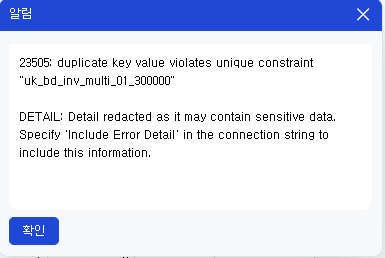 알림
23505: duplicate key value violates unique constraint
"uk_bd_inv_multi_01_300000"
DETAIL: Detail redacted as it may contain sensitive data.
Specify 'Include Error Detail' in the connection string to
include this information.
확인